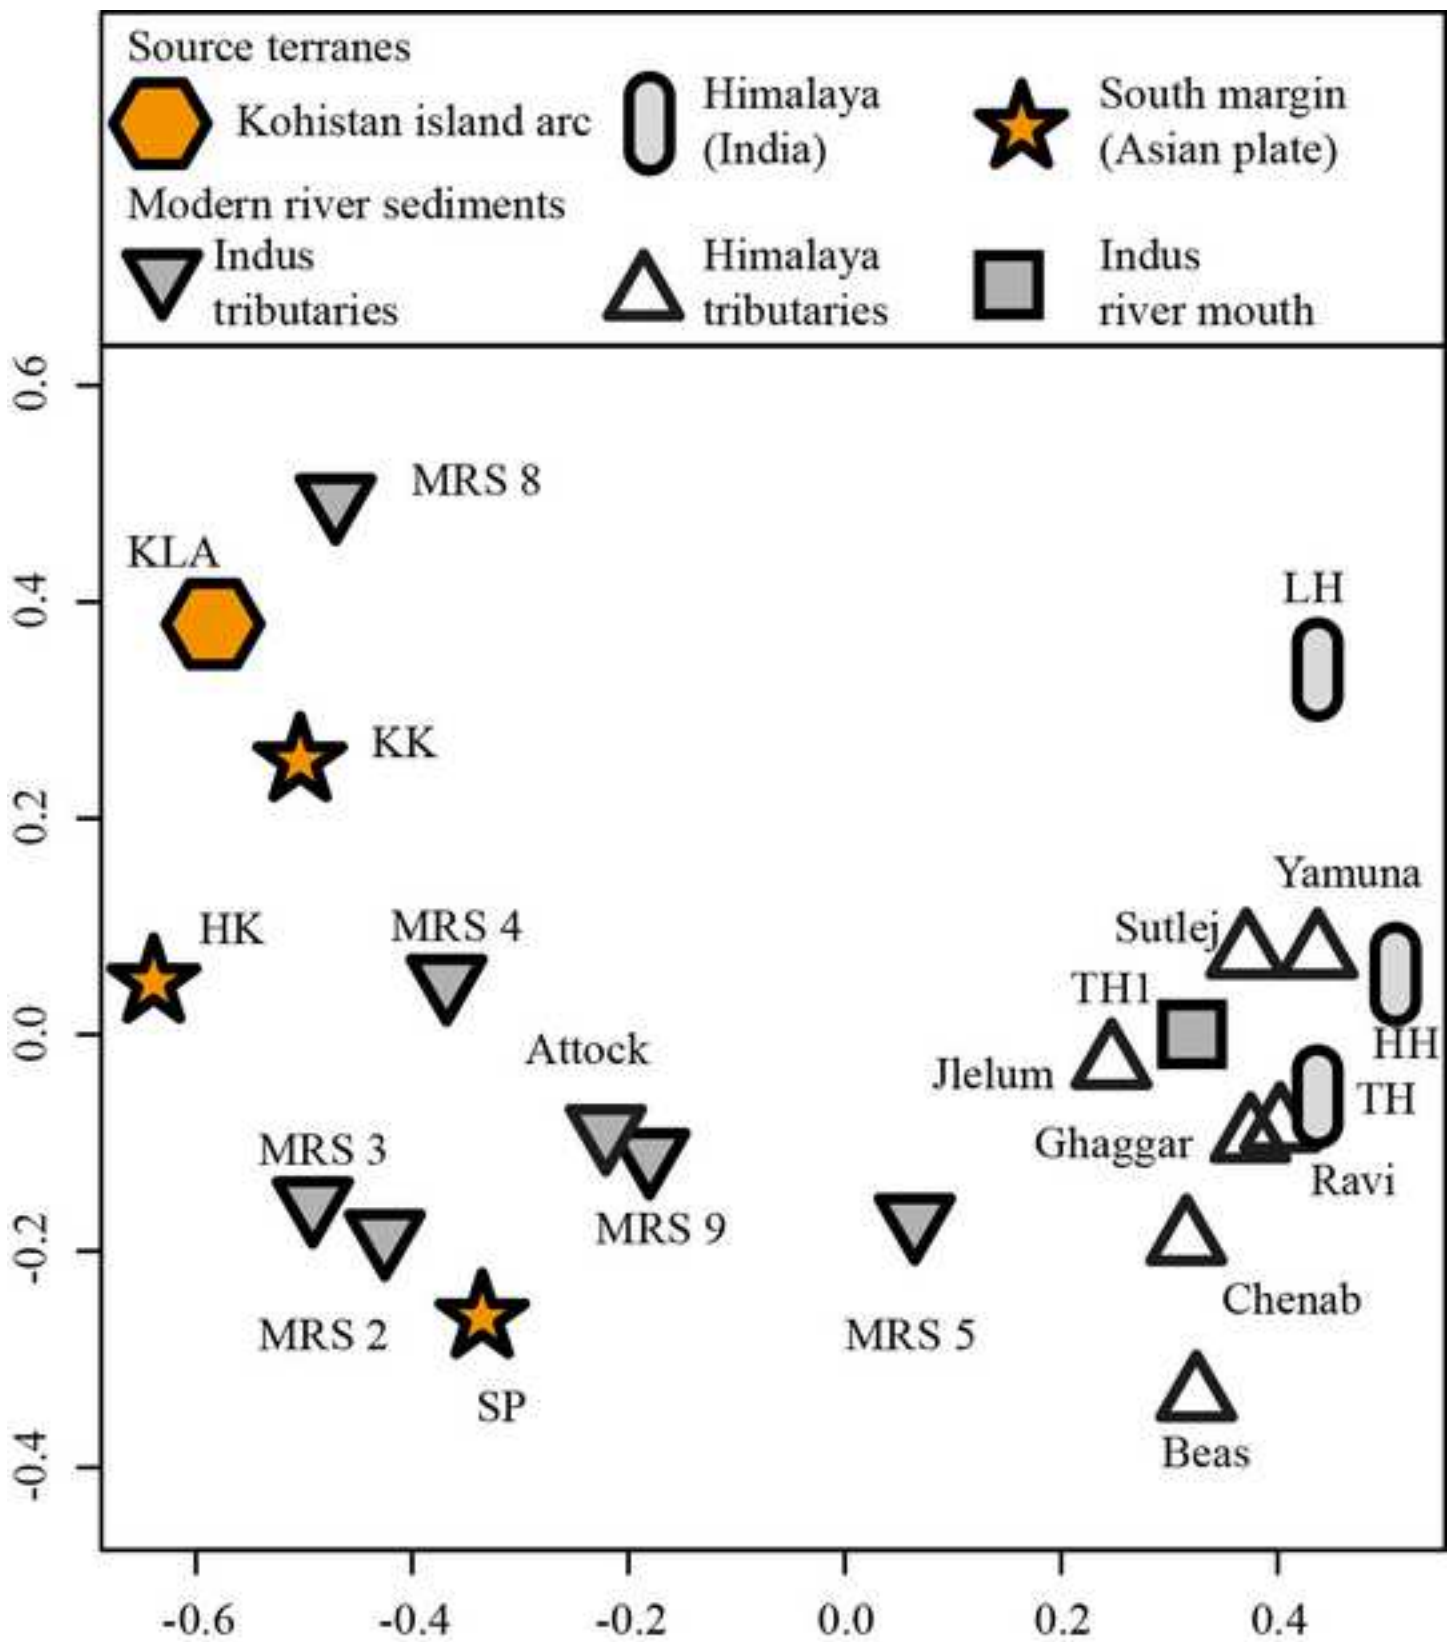 Source terranes
Kohistan island arc
Himalaya
(India)
South margin
(Asian plate)
Modern river sediments
Indus
tributaries
Himalaya
tributaries
Indus
river mouth
0.6
0.4
0.2
0.0
-0.2
-0.4
MRS 8
KLA
LH
KK
Yamuna
HK
MRS 4
Sutlej
TH1
HH
Attock
Jlelum
TH
Ghaggar
MRS 3
Ravi
MRS 9
Chenab
MRS 2
MRS 5
SP
Beas
-0.6
-0.4
-0.2
0.0
0.2
0.4